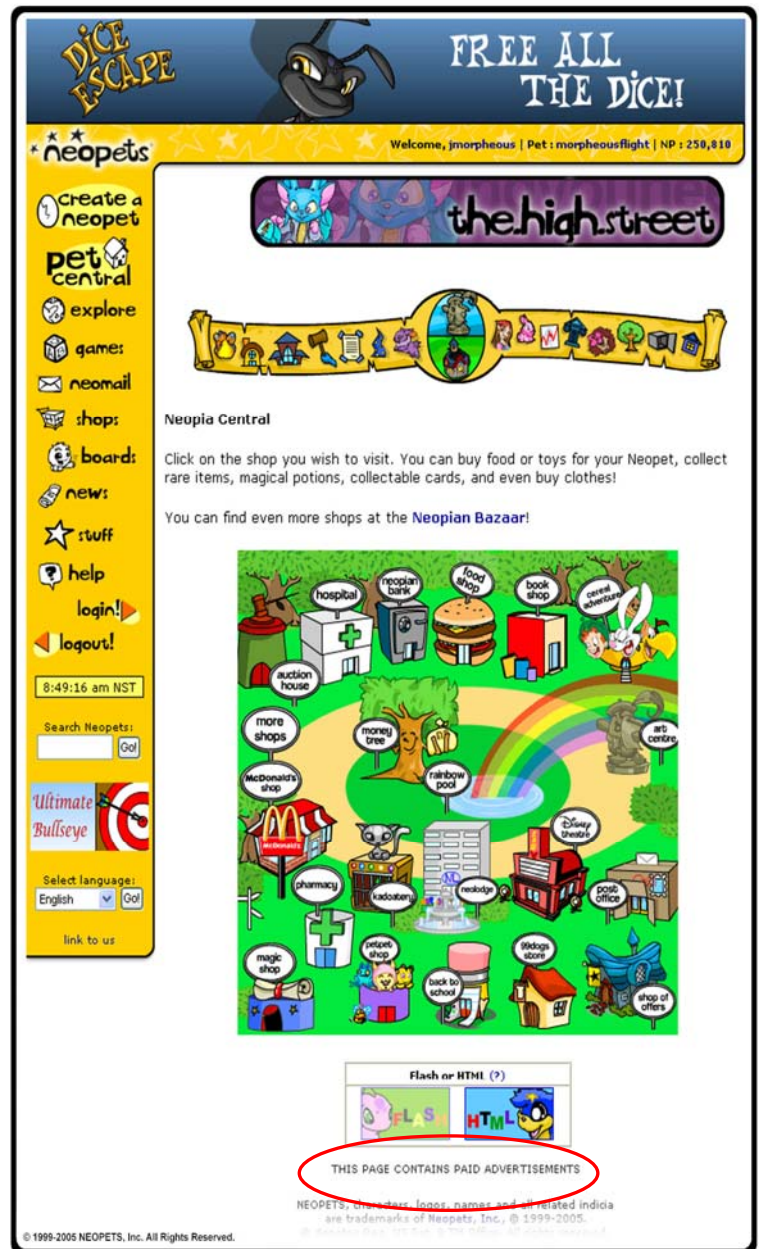 DICE
ESCAPE
FREE ALL
THE DICE!
neopets
Welcome, jmorpheous | Pet : morpheousflight | NP : 250,810
create a
neopet
pet
central
explore
games
neomail
shops
boards
news
stuff
help
login!
logout!
8:49:16 am NST
Search Neopets:
Go!
Ultimate
Bullseye
Select language:
English
Go!
link to us
the.high.street
Neopia Central
Click on the shop you wish to visit. You can buy food or toys for your Neopet, collect
rare items, magical potions, collectable cards, and even buy clothes!
You can find even more shops at the Neopian Bazaar!
hospital
neopian
bank
food
shop
book
shop
cereal
adventure
auction
house
more
shops
money
tree
art
centre
McDonald's
shop
rainbow
pool
McDonald's
Disney
theatre
pharmacy
kadoatery
neolodge
post
office
magic
shop
petpet
shop
back to
school
99dogs
store
shop of
offers
Flash or HTML (?)
FLASH
HTML
THIS PAGE CONTAINS PAID ADVERTISEMENTS
NEOPETS, characters, logos, names and all related indicia
are trademarks of Neopets, Inc., © 1999-2005.
© 1999-2005 NEOPETS, Inc. All Rights Reserved.